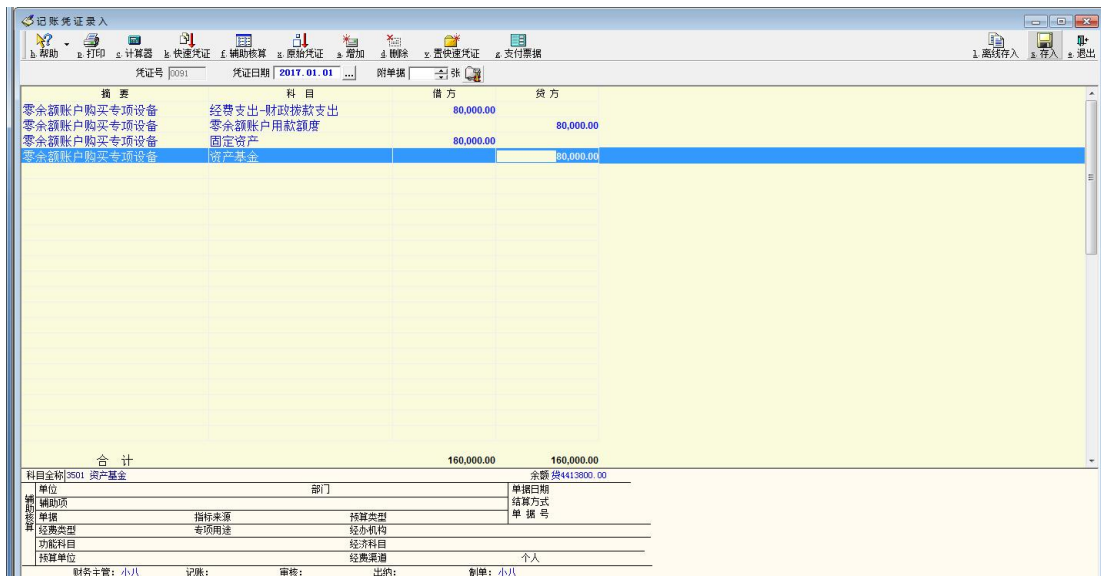 记账凭证录入
h 帮助 p 打印 c 计算器 k 快速凭证 f 辅助核算 x 原始凭证 a 增加 d 删除 v 置快速凭证 g 支付票据 l 离线存入 s 存入 e 退出
凭证号 0091 凭证日期 2017.01.01 ... 附单据 张
摘 要 科 目 借 方 贷 方
零余额账户购买专项设备 经费支出-财政拨款支出 80,000.00
零余额账户购买专项设备 零余额账户用款额度 80,000.00
零余额账户购买专项设备 固定资产 80,000.00
零余额账户购买专项设备 资产基金 80,000.00
合 计 160,000.00 160,000.00
科目全称 3501 资产基金 余额 贷4413800.00
辅助核算
单位 部门 单据日期
辅助项 结算方式
单据 指标来源 预算类型 单 据 号
经费类型 专项用途 经办机构
功能科目 经济科目
预算单位 经费渠道 个人
财务主管: 小八 记账: 审核: 出纳: 制单: 小八